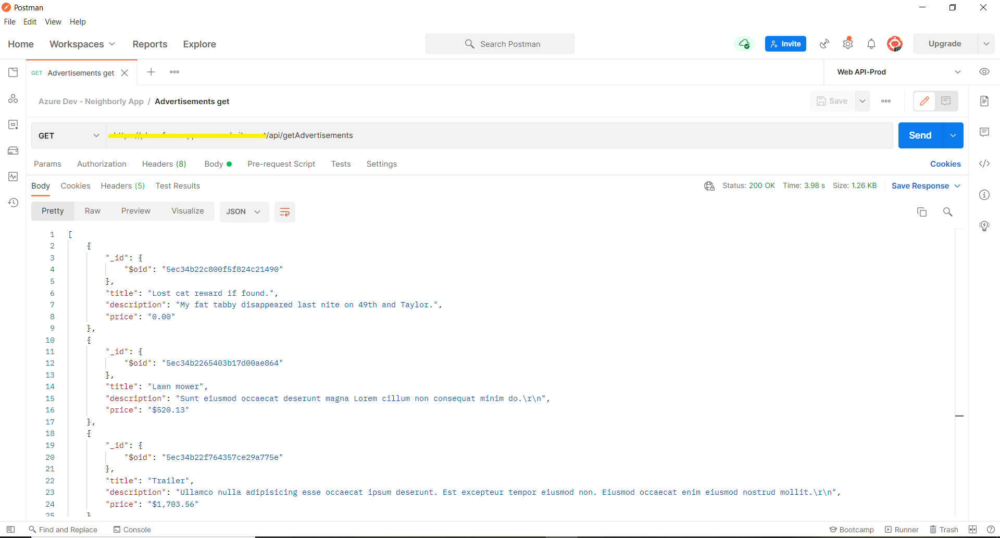 Postman
File Edit View Help
Home Workspaces Reports Explore Search Postman Invite Upgrade
GET Advertisements get Web API-Prod
Azure Dev - Neighborly App / Advertisements get Save
GET /api/getAdvertisements Send
Params Authorization Headers (8) Body Pre-request Script Tests Settings Cookies
Body Cookies Headers (5) Test Results Status: 200 OK Time: 3.98 s Size: 1.26 KB Save Response
Pretty Raw Preview Visualize JSON
1 [
2 {
3 "_id": {
4 "$oid": "5ec34b22c800f5f824c21490"
5 },
6 "title": "Lost cat reward if found.",
7 "description": "My fat tabby disappeared last nite on 49th and Taylor.",
8 "price": "0.00"
9 },
10 {
11 "_id": {
12 "$oid": "5ec34b2265403b17d00ae864"
13 },
14 "title": "Lawn mower",
15 "description": "Sunt eiusmod occaecat deserunt magna Lorem cillum non consequat minim do.\r\n",
16 "price": "$520.13"
17 },
18 {
19 "_id": {
20 "$oid": "5ec34b22f764357ce29a775e"
21 },
22 "title": "Trailer",
23 "description": "Ullamco nulla adipisicing esse occaecat ipsum deserunt. Est excepteur tempor eiusmod non. Eiusmod occaecat enim eiusmod nostrud mollit.\r\n",
24 "price": "$1,703.56"
25 }
Find and Replace Console Bootcamp Runner Trash